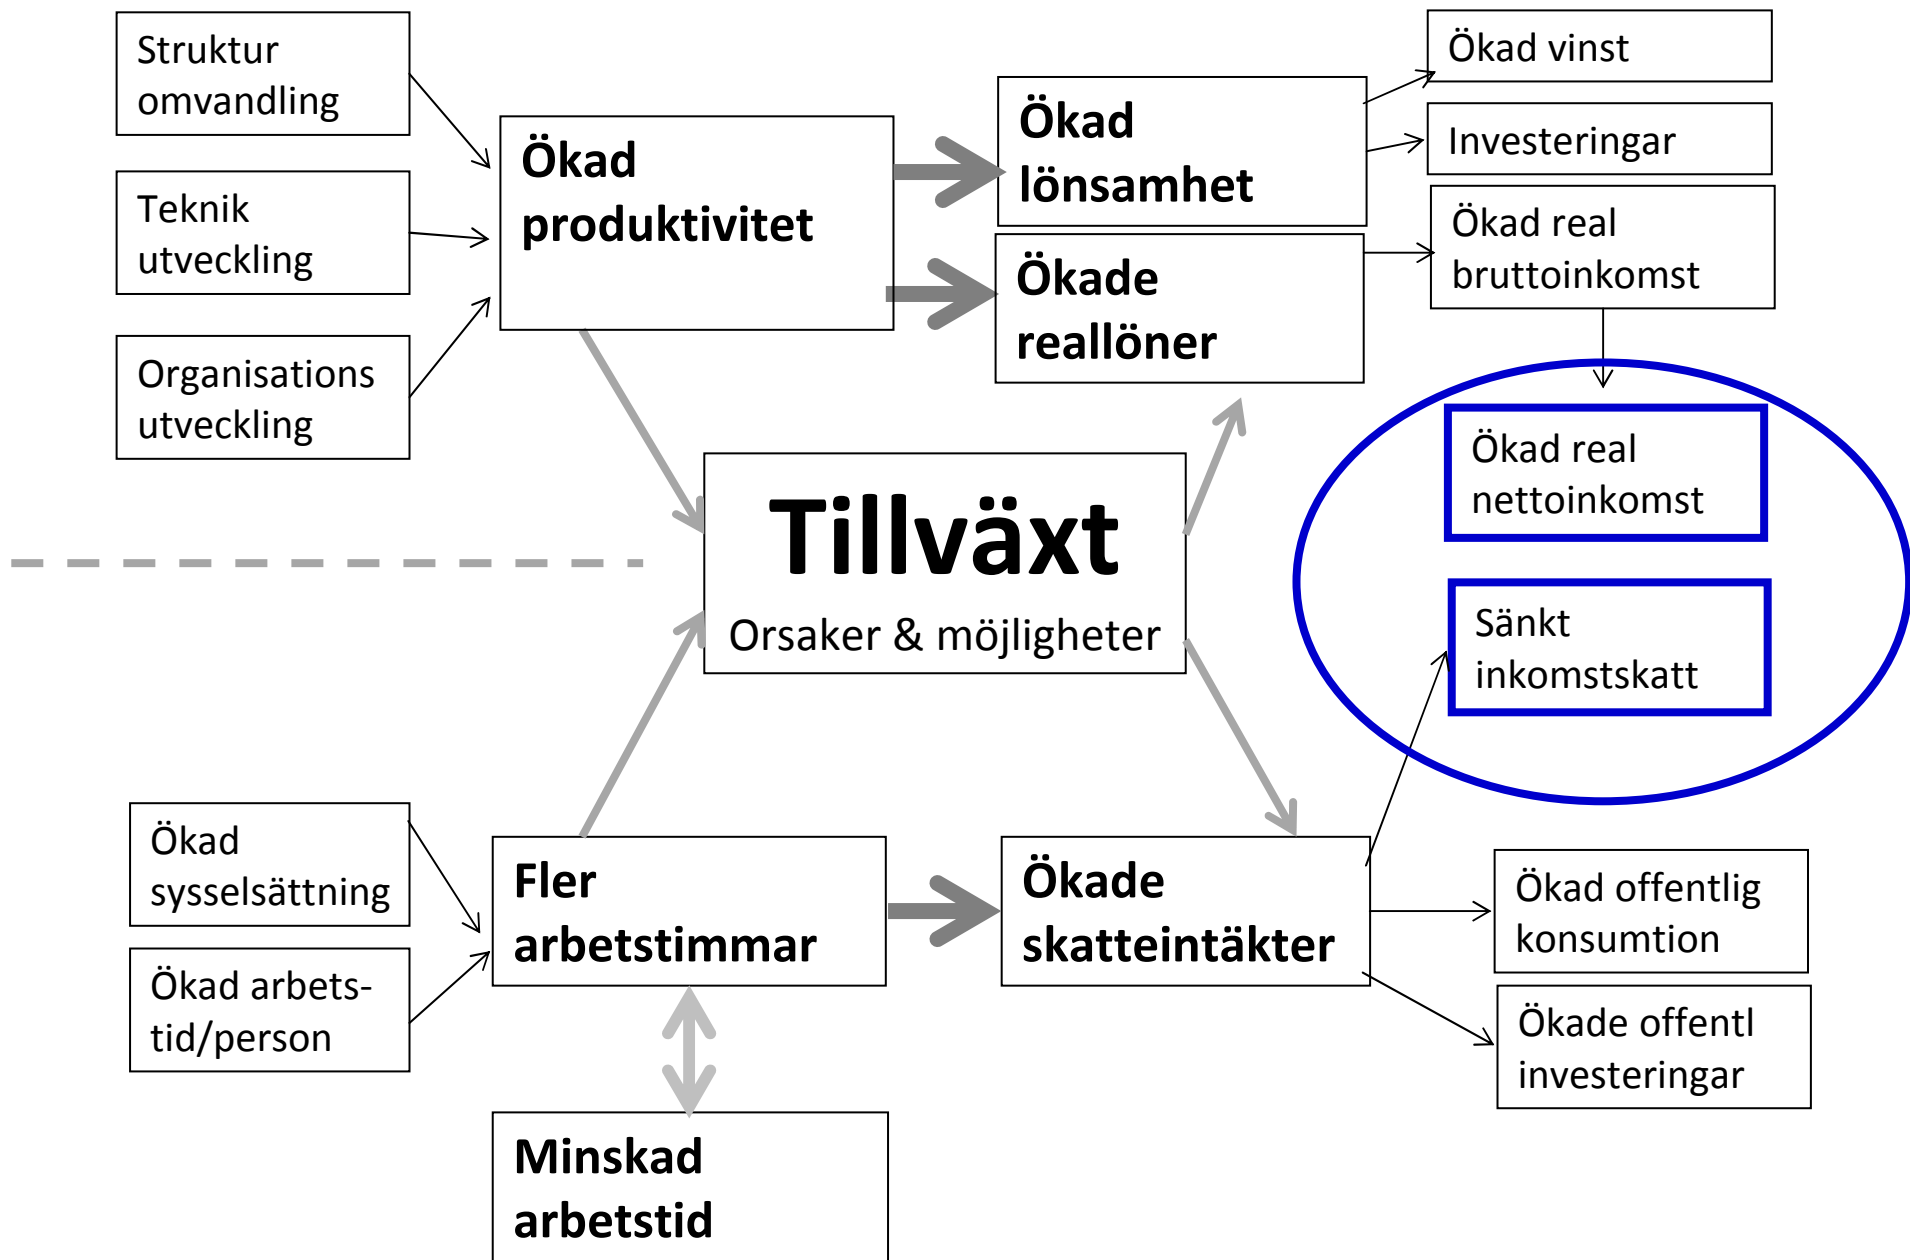 Struktur
omvandling
Teknik
utveckling
Organisations
utveckling
Ökad
produktivitet
Ökad
lönsamhet
Ökade
reallöner
Ökad vinst
Investeringar
Ökad real
bruttoinkomst
Ökad real
nettoinkomst
Sänkt
inkomstskatt
Tillväxt
Orsaker & möjligheter
Ökad
sysselsättning
Ökad arbets-
tid/person
Fler
arbetstimmar
Ökade
skatteintäkter
Ökad offentlig
konsumtion
Ökade offentl
investeringar
Minskad
arbetstid